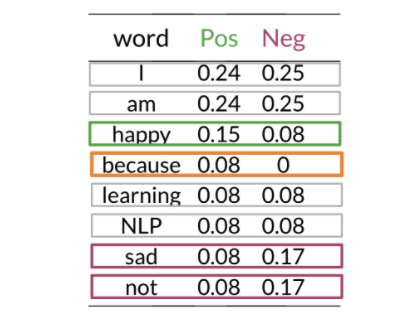 word Pos Neg
I 0.24 0.25
am 0.24 0.25
happy 0.15 0.08
because 0.08 0
learning 0.08 0.08
NLP 0.08 0.08
sad 0.08 0.17
not 0.08 0.17